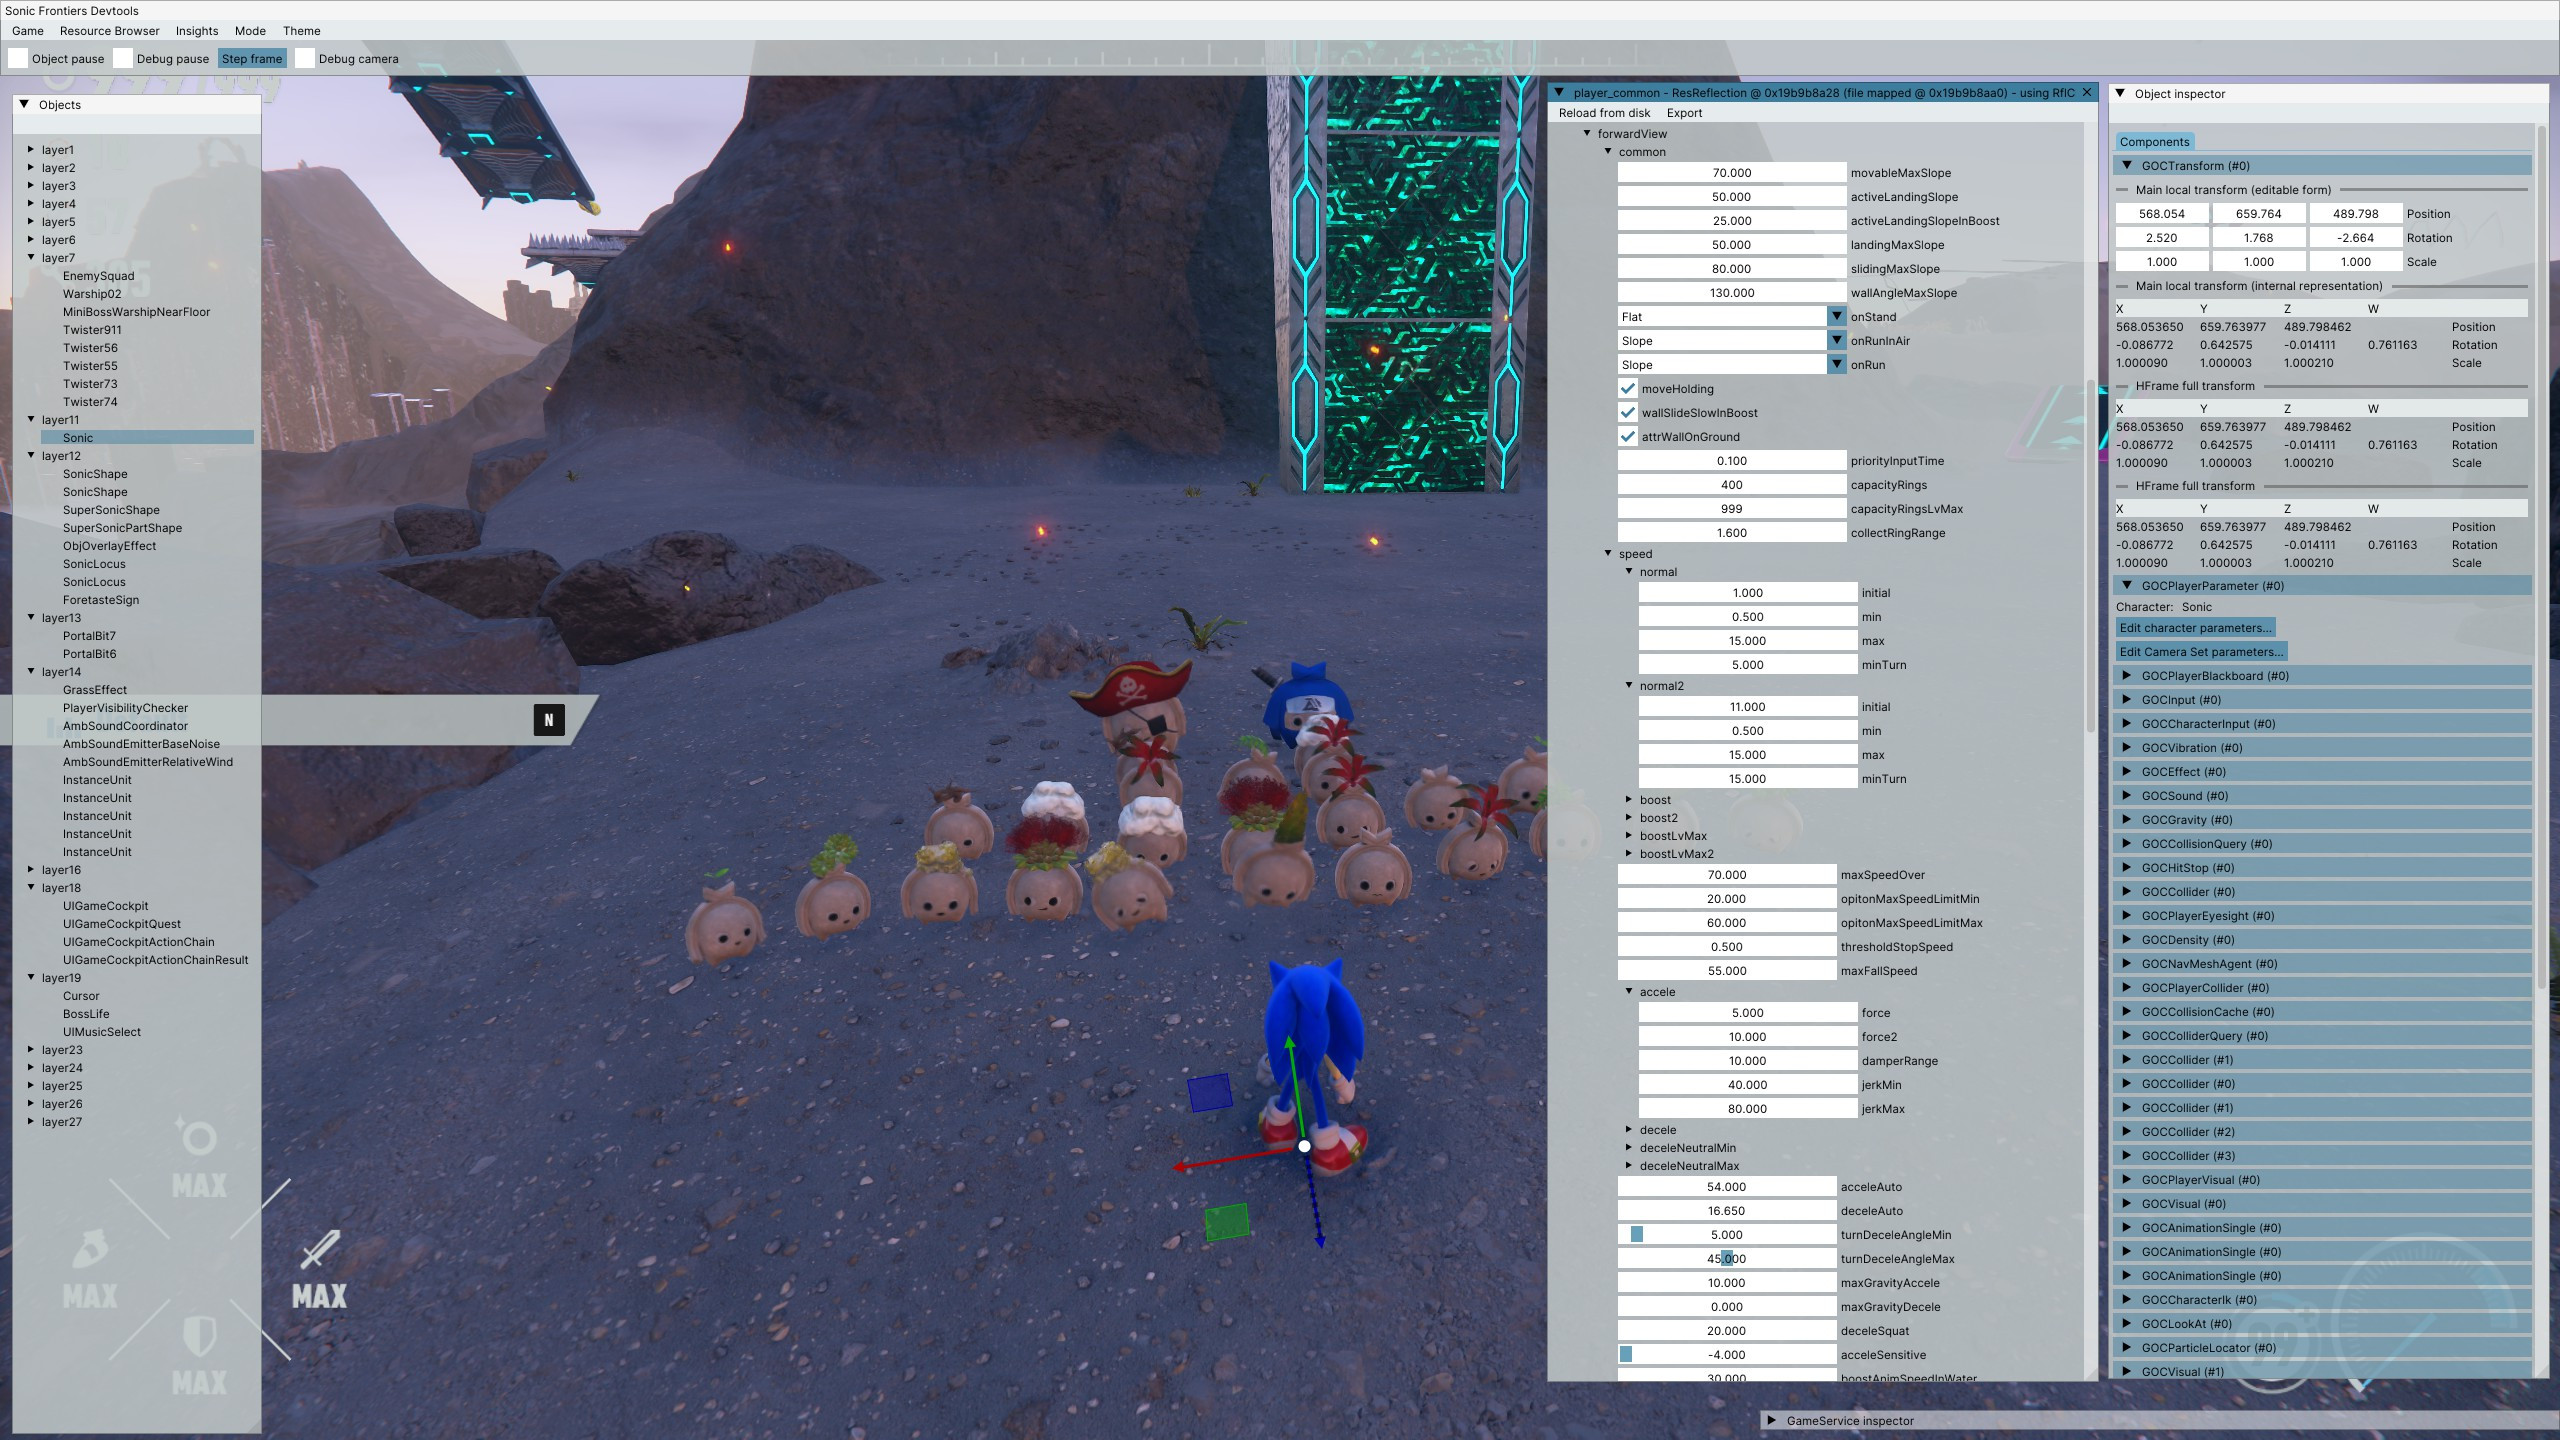 Sonic Frontiers Devtools
Game Resource Browser Insights Mode Theme
Object pause Debug pause Step frame Debug camera
Objects
layer1
layer2
layer3
layer4
layer5
layer6
layer7
EnemySquad
Warship02
MiniBossWarshipNearFloor
Twister911
Twister56
Twister55
Twister73
Twister74
layer11
Sonic
layer12
SonicShape
SonicShape
SuperSonicShape
SuperSonicPartShape
ObjOverlayEffect
SonicLocus
SonicLocus
ForetasteSign
layer13
PortalBit7
PortalBit6
layer14
GrassEffect
PlayerVisibilityChecker
AmbSoundCoordinator
AmbSoundEmitterBaseNoise
AmbSoundEmitterRelativeWind
InstanceUnit
InstanceUnit
InstanceUnit
InstanceUnit
InstanceUnit
layer16
layer18
UIGameCockpit
UIGameCockpitQuest
UIGameCockpitActionChain
UIGameCockpitActionChainResult
layer19
Cursor
BossLife
UIMusicSelect
layer23
layer24
layer25
layer26
layer27
MAX
MAX
MAX
MAX
N
player_common - ResReflection @ 0x19b9b8a28 (file mapped @ 0x19b9b8aa0) - using RflC
Reload from disk Export
forwardView
common
70.000 movableMaxSlope
50.000 activeLandingSlope
25.000 activeLandingSlopeInBoost
50.000 landingMaxSlope
80.000 slidingMaxSlope
130.000 wallAngleMaxSlope
Flat onStand
Slope onRunInAir
Slope onRun
moveHolding
wallSlideSlowInBoost
attrWallOnGround
0.100 priorityInputTime
400 capacityRings
999 capacityRingsLvMax
1.600 collectRingRange
speed
normal
1.000 initial
0.500 min
15.000 max
5.000 minTurn
normal2
11.000 initial
0.500 min
15.000 max
15.000 minTurn
boost
boost2
boostLvMax
boostLvMax2
70.000 maxSpeedOver
20.000 opitonMaxSpeedLimitMin
60.000 opitonMaxSpeedLimitMax
0.500 thresholdStopSpeed
55.000 maxFallSpeed
accele
5.000 force
10.000 force2
10.000 damperRange
40.000 jerkMin
80.000 jerkMax
decele
deceleNeutralMin
deceleNeutralMax
54.000 acceleAuto
16.650 deceleAuto
5.000 turnDeceleAngleMin
45.000 turnDeceleAngleMax
10.000 maxGravityAccele
0.000 maxGravityDecele
20.000 deceleSquat
-4.000 acceleSensitive
30.000 boostAnimSpeedInWater
Object inspector
Components
GOCTransform (#0)
Main local transform (editable form)
568.054 659.764 489.798 Position
2.520 1.768 -2.664 Rotation
1.000 1.000 1.000 Scale
Main local transform (internal representation)
X Y Z W
568.053650 659.763977 489.798462 Position
-0.086772 0.642575 -0.014111 0.761163 Rotation
1.000090 1.000003 1.000210 Scale
HFrame full transform
X Y Z W
568.053650 659.763977 489.798462 Position
-0.086772 0.642575 -0.014111 0.761163 Rotation
1.000090 1.000003 1.000210 Scale
HFrame full transform
X Y Z W
568.053650 659.763977 489.798462 Position
-0.086772 0.642575 -0.014111 0.761163 Rotation
1.000090 1.000003 1.000210 Scale
GOCPlayerParameter (#0)
Character: Sonic
Edit character parameters...
Edit Camera Set parameters...
GOCPlayerBlackboard (#0)
GOCInput (#0)
GOCCharacterInput (#0)
GOCVibration (#0)
GOCEffect (#0)
GOCSound (#0)
GOCGravity (#0)
GOCCollisionQuery (#0)
GOCHitStop (#0)
GOCCollider (#0)
GOCPlayerEyesight (#0)
GOCDensity (#0)
GOCNavMeshAgent (#0)
GOCPlayerCollider (#0)
GOCCollisionCache (#0)
GOCColliderQuery (#0)
GOCCollider (#1)
GOCCollider (#0)
GOCCollider (#1)
GOCCollider (#2)
GOCCollider (#3)
GOCPlayerVisual (#0)
GOCVisual (#0)
GOCAnimationSingle (#0)
GOCAnimationSingle (#0)
GOCAnimationSingle (#0)
GOCCharacterIk (#0)
GOCLookAt (#0)
GOCParticleLocator (#0)
GOCVisual (#1)
GameService inspector